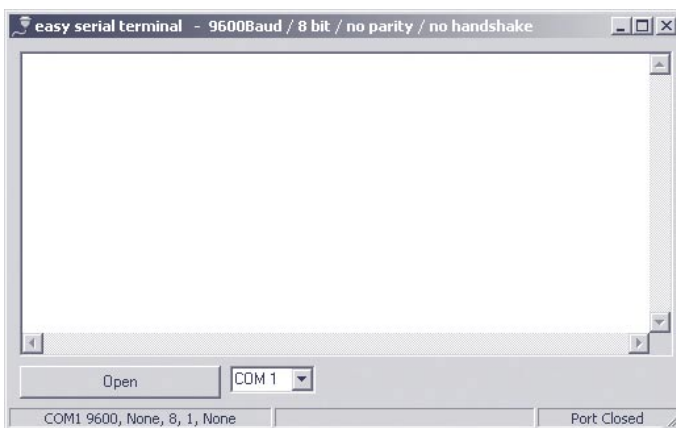 easy serial terminal - 9600Baud / 8 bit / no parity / no handshake
Open
COM 1
COM1 9600, None, 8, 1, None
Port Closed